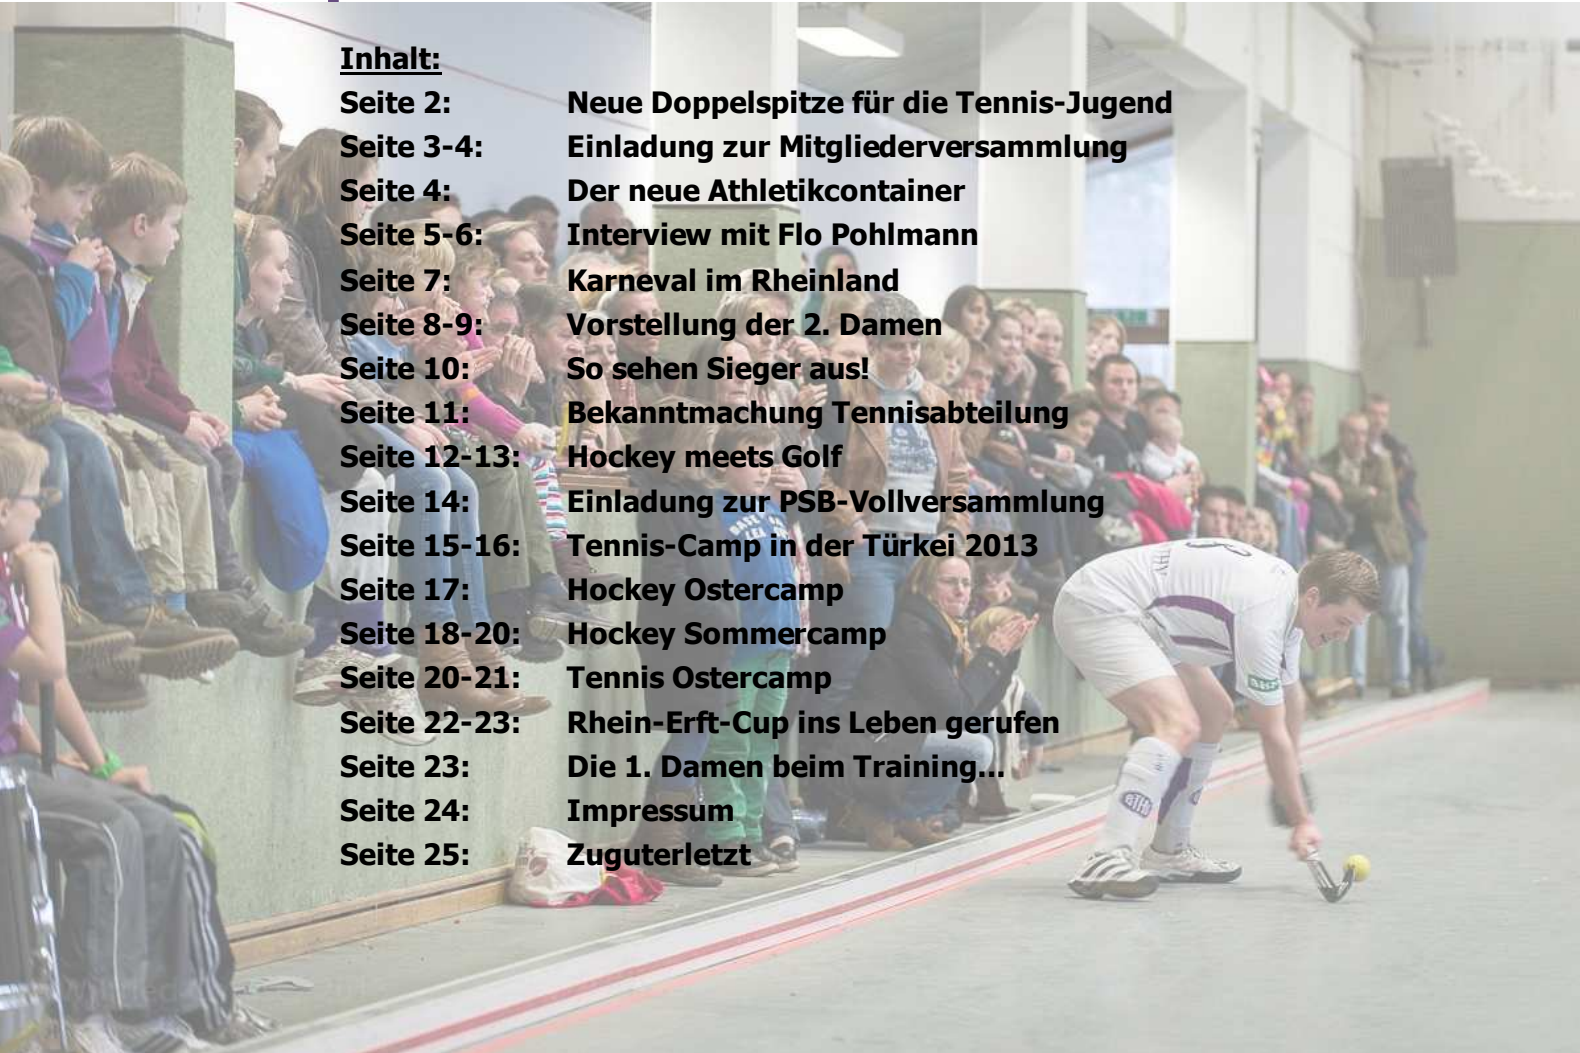 Inhalt:
Seite 2: Neue Doppelspitze für die Tennis-Jugend
Seite 3-4: Einladung zur Mitgliederversammlung
Seite 4: Der neue Athletikcontainer
Seite 5-6: Interview mit Flo Pohlmann
Seite 7: Karneval im Rheinland
Seite 8-9: Vorstellung der 2. Damen
Seite 10: So sehen Sieger aus!
Seite 11: Bekanntmachung Tennisabteilung
Seite 12-13: Hockey meets Golf
Seite 14: Einladung zur PSB-Vollversammlung
Seite 15-16: Tennis-Camp in der Türkei 2013
Seite 17: Hockey Ostercamp
Seite 18-20: Hockey Sommercamp
Seite 20-21: Tennis Ostercamp
Seite 22-23: Rhein-Erft-Cup ins Leben gerufen
Seite 23: Die 1. Damen beim Training...
Seite 24: Impressum
Seite 25: Zuguterletzt